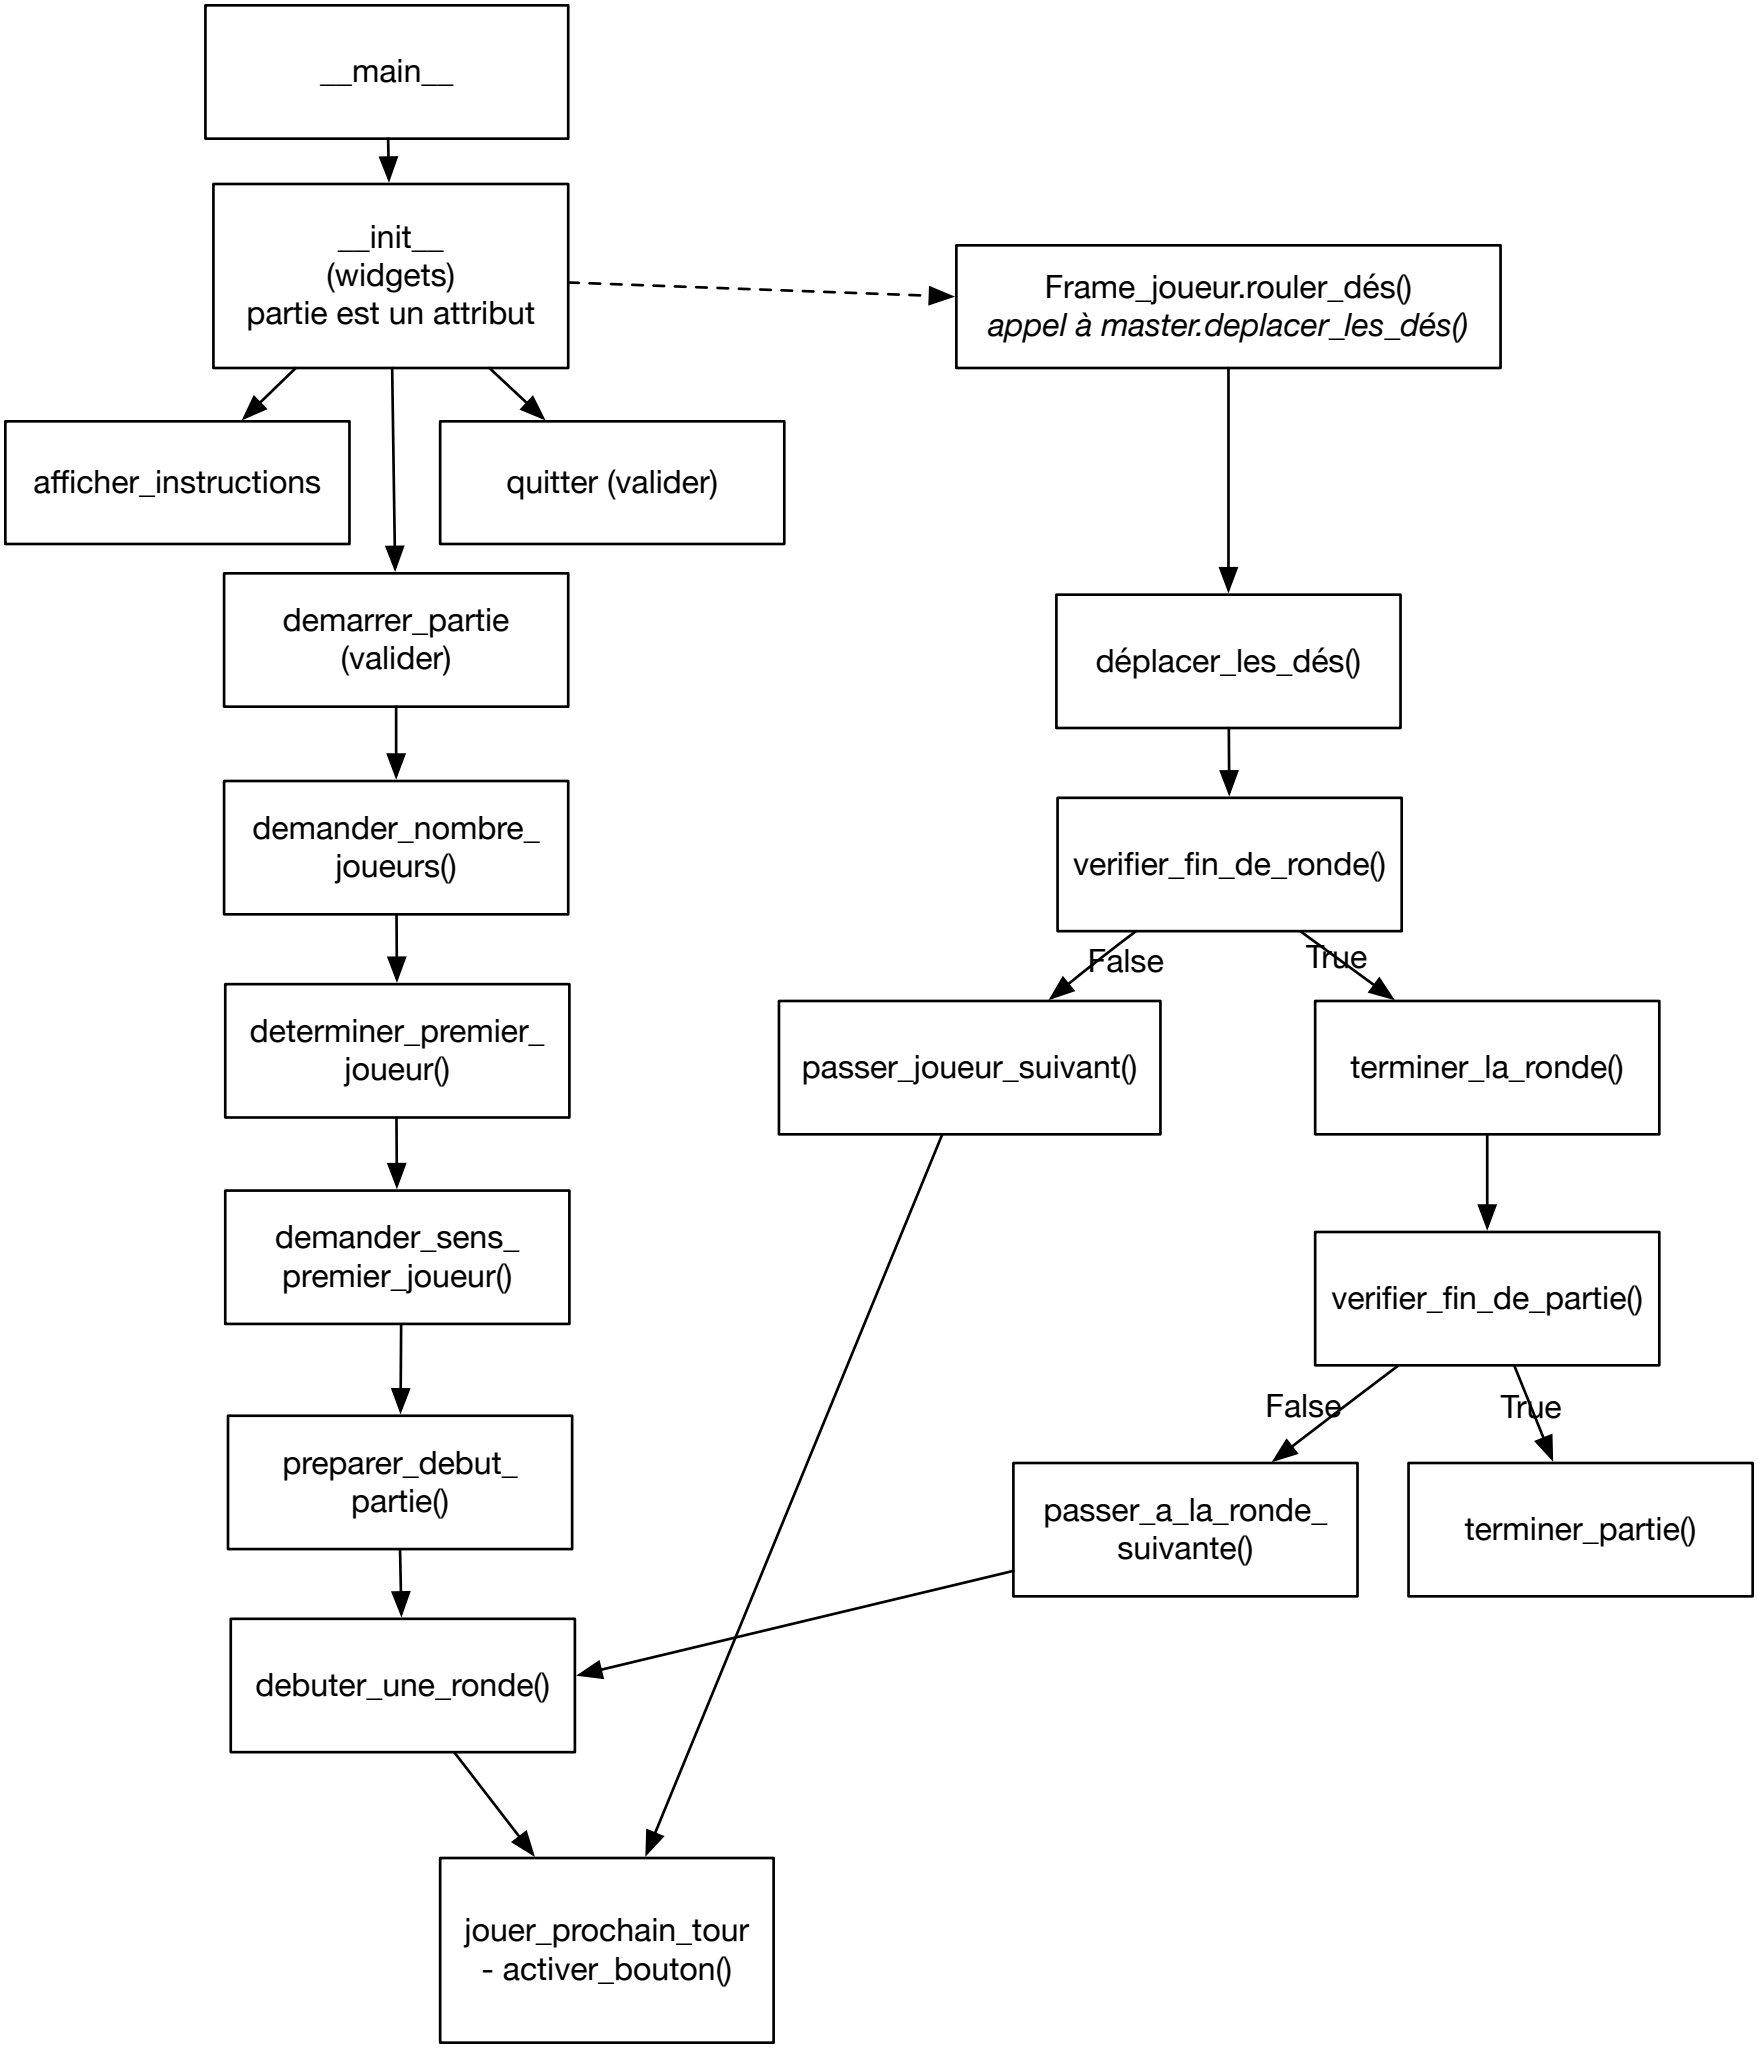 __main__
__init__
(widgets)
partie est un attribut
Frame_joueur.rouler_dés()
appel à master.deplacer_les_dés()
afficher_instructions
quitter (valider)
demarrer_partie
(valider)
déplacer_les_dés()
demander_nombre_
joueurs()
verifier_fin_de_ronde()
False
True
determiner_premier_
joueur()
passer_joueur_suivant()
terminer_la_ronde()
demander_sens_
premier_joueur()
verifier_fin_de_partie()
False
True
preparer_debut_
partie()
passer_a_la_ronde_
suivante()
terminer_partie()
debuter_une_ronde()
jouer_prochain_tour
- activer_bouton()